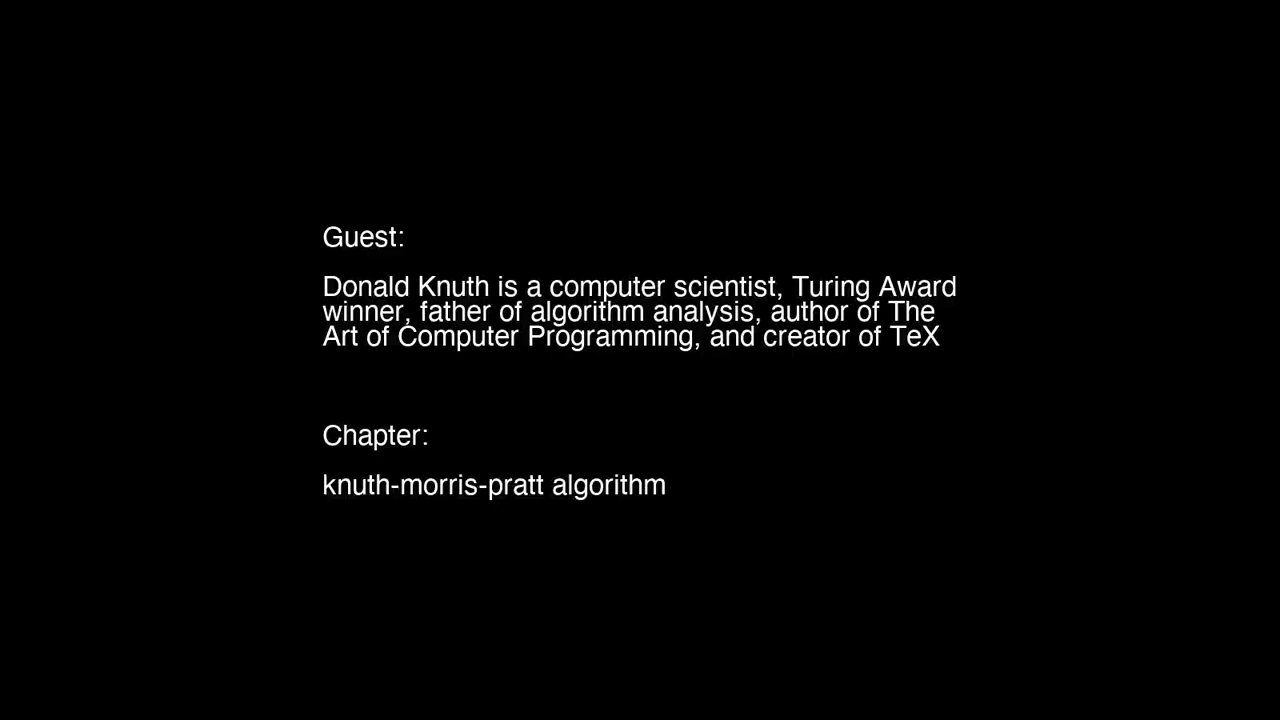 Guest:
Donald Knuth is a computer scientist, Turing Award
winner, father of algorithm analysis, author of The
Art of Computer Programming, and creator of TeX
Chapter:
knuth-morris-pratt algorithm